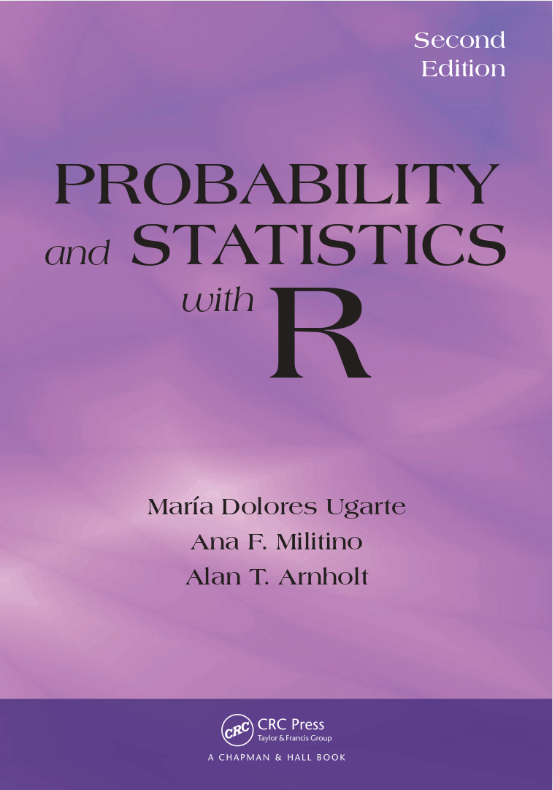 Second
Edition
PROBABILITY
and STATISTICS
with R
María Dolores Ugarte
Ana F. Militino
Alan T. Arnholt
CRC CRC Press
Taylor & Francis Group
A CHAPMAN & HALL BOOK